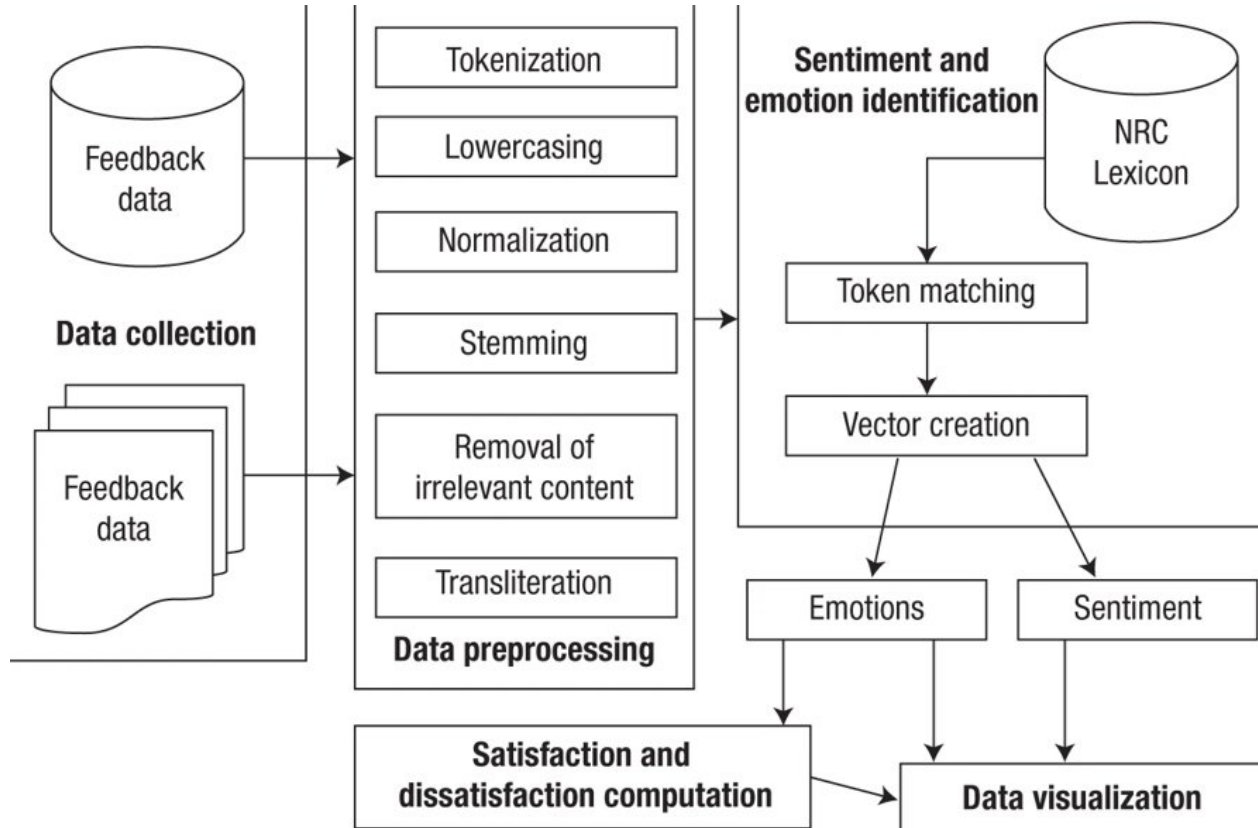 Feedback
data
Data collection
Feedback
data
Tokenization
Lowercasing
Normalization
Stemming
Removal of
irrelevant content
Transliteration
Data preprocessing
Sentiment and
emotion identification
NRC
Lexicon
Token matching
Vector creation
Emotions
Sentiment
Satisfaction and
dissatisfaction computation
Data visualization